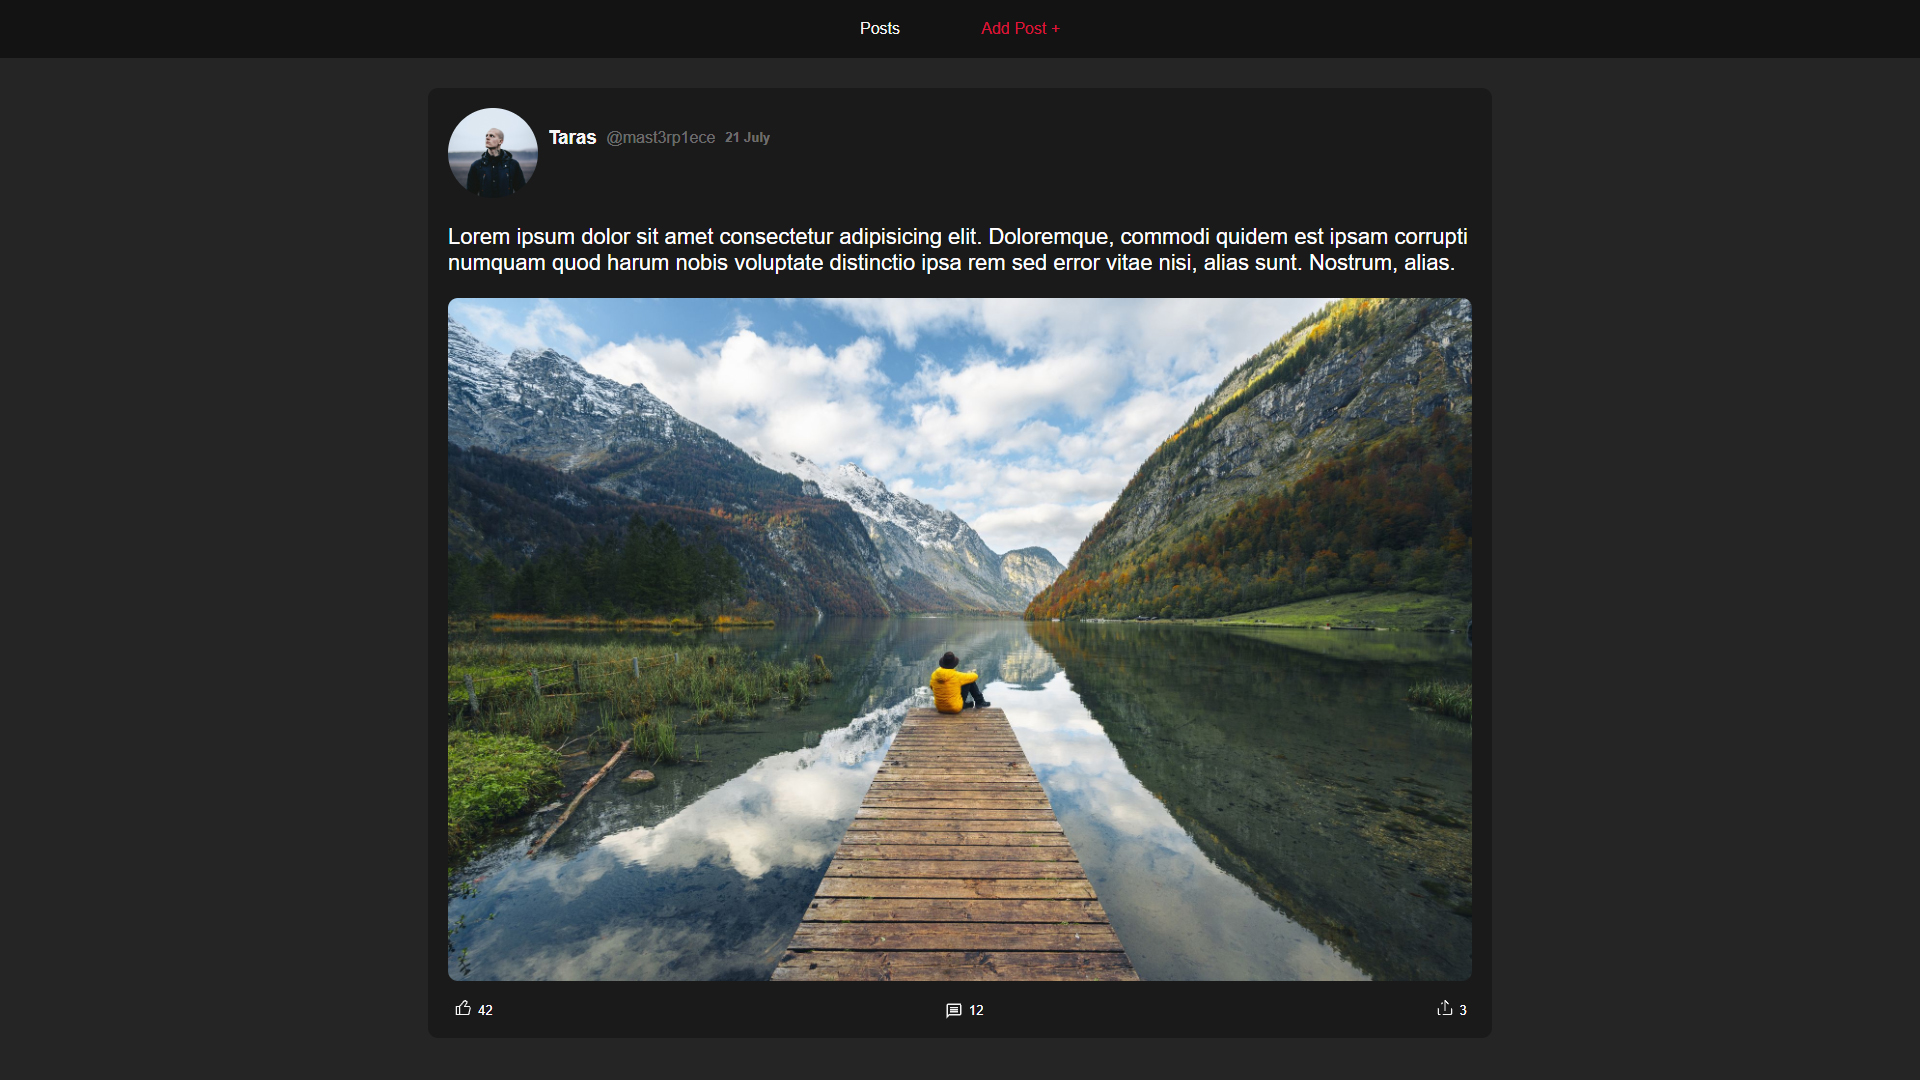 Posts Add Post +
Taras @mast3rp1ece 21 July
Lorem ipsum dolor sit amet consectetur adipisicing elit. Doloremque, commodi quidem est ipsam corrupti
numquam quod harum nobis voluptate distinctio ipsa rem sed error vitae nisi, alias sunt. Nostrum, alias.
42 12 3